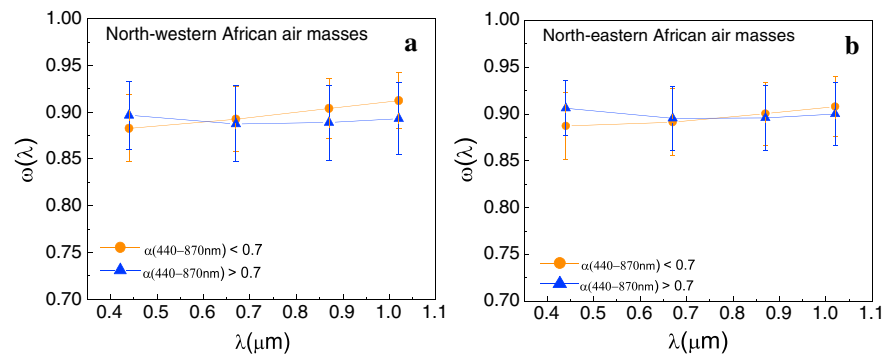 North-western African air masses
a
1.00
0.95
0.90
0.85
0.80
0.75
0.70
ω(λ)
α(440−870nm) < 0.7
α(440−870nm) > 0.7
0.4 0.5 0.6 0.7 0.8 0.9 1.0 1.1
λ(μm)
North-eastern African air masses
b
1.00
0.95
0.90
0.85
0.80
0.75
0.70
ω(λ)
α(440−870nm) < 0.7
α(440−870nm) > 0.7
0.4 0.5 0.6 0.7 0.8 0.9 1.0 1.1
λ(μm)